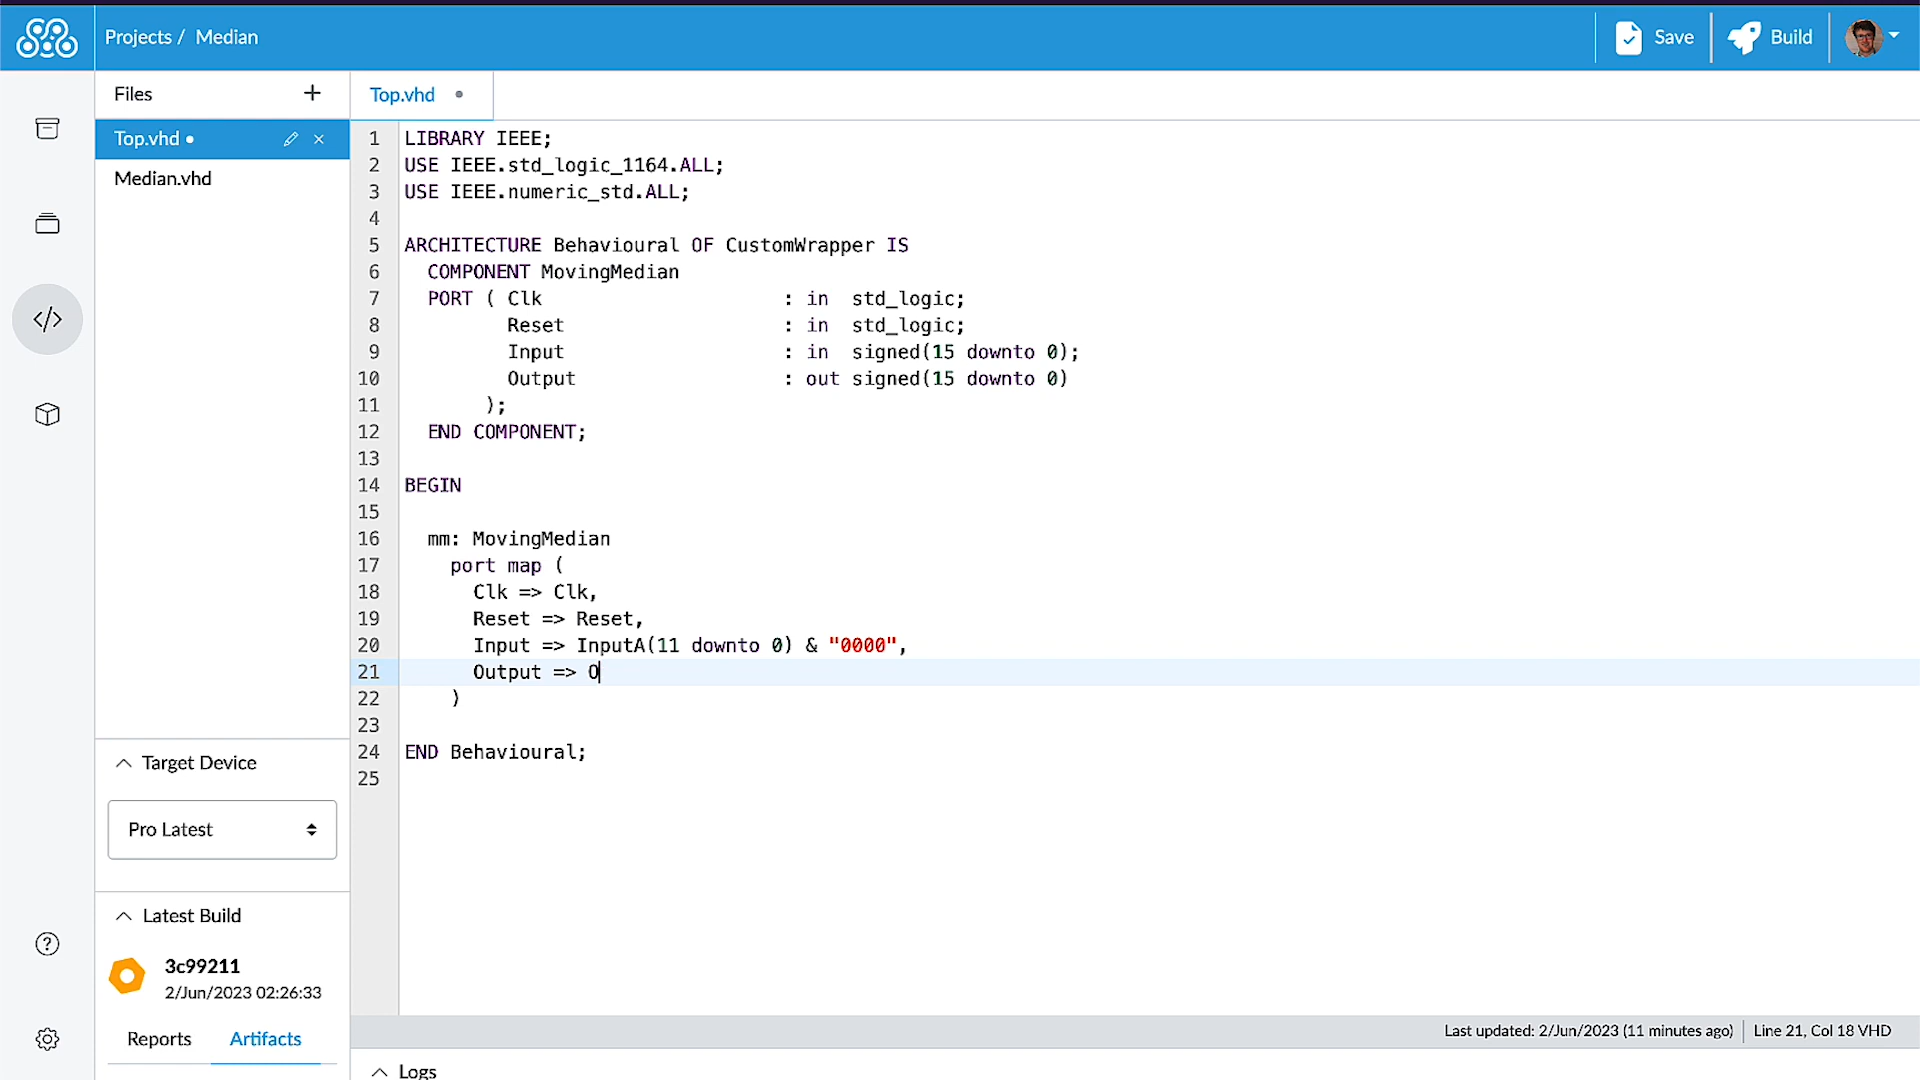 Projects / Median
Save
Build
Files
Top.vhd
Median.vhd
Top.vhd
1 LIBRARY IEEE;
2 USE IEEE.std_logic_1164.ALL;
3 USE IEEE.numeric_std.ALL;
4
5 ARCHITECTURE Behavioural OF CustomWrapper IS
6 COMPONENT MovingMedian
7 PORT ( Clk : in std_logic;
8 Reset : in std_logic;
9 Input : in signed(15 downto 0);
10 Output : out signed(15 downto 0)
11 );
12 END COMPONENT;
13
14 BEGIN
15
16 mm: MovingMedian
17 port map (
18 Clk => Clk,
19 Reset => Reset,
20 Input => InputA(11 downto 0) & "0000",
21 Output => O
22 )
23
24 END Behavioural;
25
Target Device
Pro Latest
Latest Build
3c99211
2/Jun/2023 02:26:33
Reports Artifacts
Last updated: 2/Jun/2023 (11 minutes ago) Line 21, Col 18 VHD
Logs